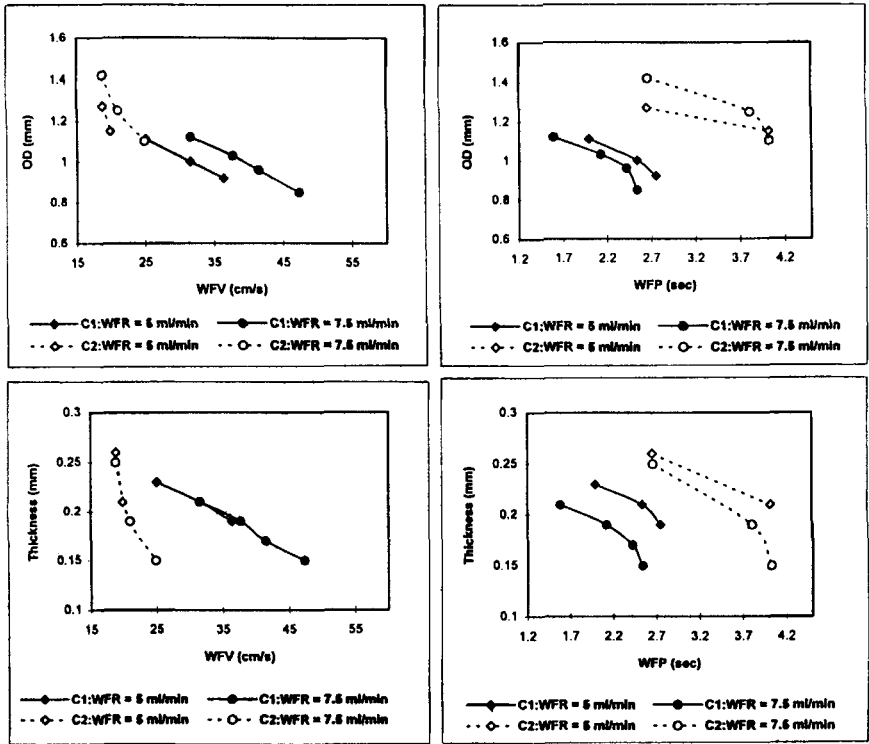 1.6
1.4
1.2
1
0.8
0.6
OD (mm)
15 25 35 45 55
WFV (cm/s)
C1:WFR = 5 ml/min C1:WFR = 7.5 ml/min
C2:WFR = 5 ml/min C2:WFR = 7.5 ml/min
1.6
1.4
1.2
1
0.8
0.6
OD (mm)
1.2 1.7 2.2 2.7 3.2 3.7 4.2
WFP (sec)
C1:WFR = 5 ml/min C1:WFR = 7.5 ml/min
C2:WFR = 5 ml/min C2:WFR = 7.5 ml/min
0.3
0.25
0.2
0.15
0.1
Thickness (mm)
15 25 35 45 55
WFV (cm/s)
C1:WFR = 5 ml/min C1:WFR = 7.5 ml/min
C2:WFR = 5 ml/min C2:WFR = 7.5 ml/min
0.3
0.25
0.2
0.15
0.1
Thickness (mm)
1.2 1.7 2.2 2.7 3.2 3.7 4.2
WFP (sec)
C1:WFR = 5 ml/min C1:WFR = 7.5 ml/min
C2:WFR = 5 ml/min C2:WFR = 7.5 ml/min